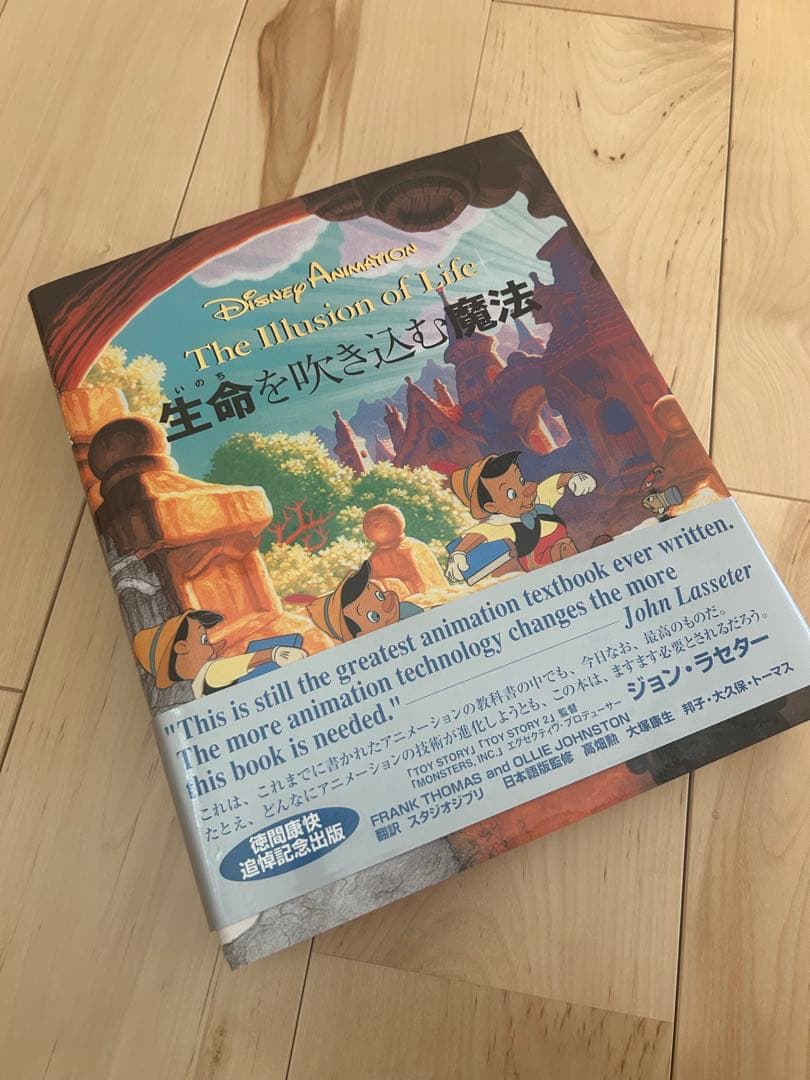 Disney Animation
The Illusion of Life
いのち
生命を吹き込む魔法
"This is still the greatest animation textbook ever written.
The more animation technology changes the more
this book is needed." ——— John Lasseter
これは、これまでに書かれたアニメーションの教科書の中でも、今日なお、最高のものだ。
たとえ、どんなにアニメーションの技術が進化しようとも、この本は、ますます必要とされるだろう。
ジョン・ラセター
「TOY STORY」「TOY STORY 2」監督
「MONSTERS, INC.」エグゼクティヴ・プロデューサー
FRANK THOMAS and OLLIE JOHNSTON
翻訳 スタジオジブリ 日本語版監修 高畑勲 大塚康生 邦子・大久保・トーマス
徳間康快
追悼記念出版